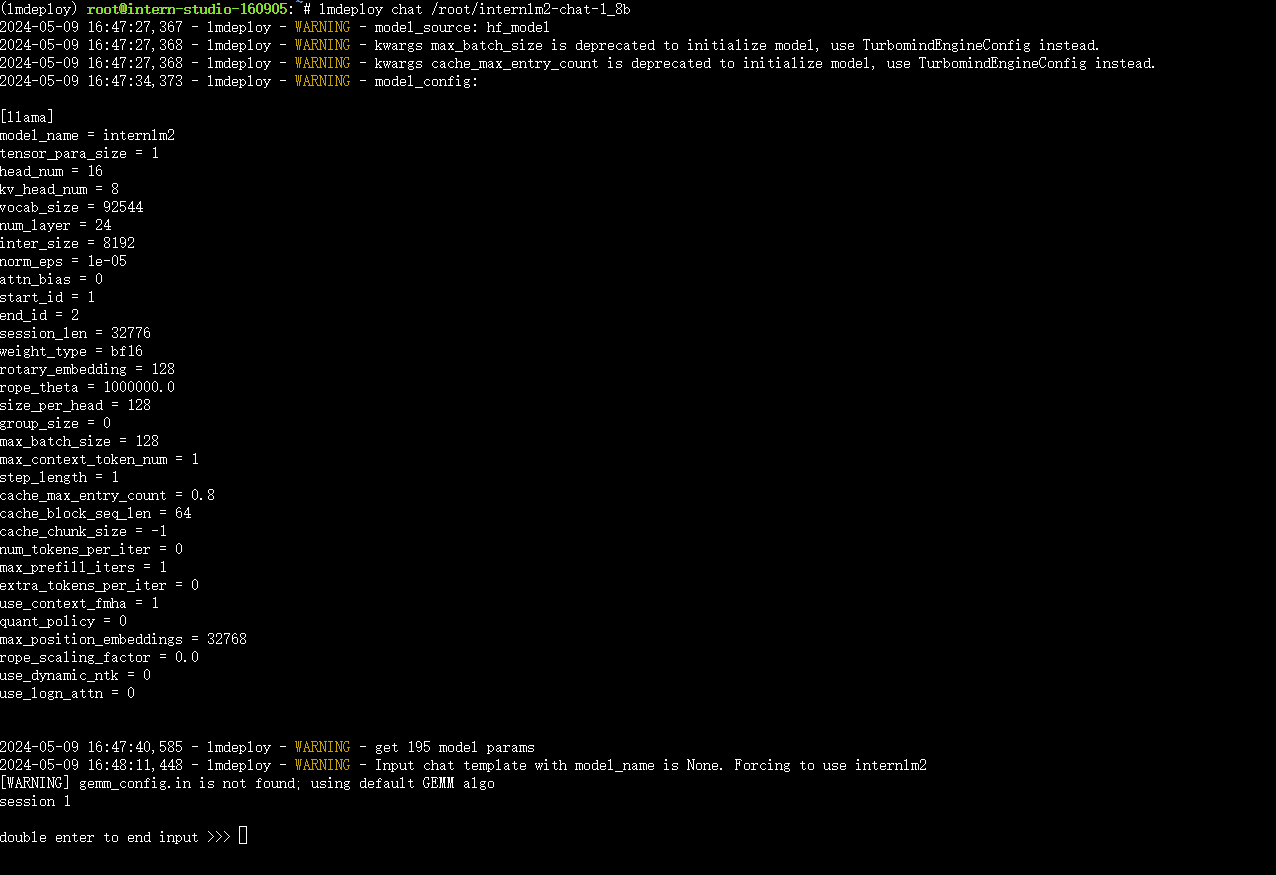 (lmdeploy) root@intern-studio-160905:~# lmdeploy chat /root/internlm2-chat-1_8b
2024-05-09 16:47:27,367 - lmdeploy - WARNING - model_source: hf_model
2024-05-09 16:47:27,368 - lmdeploy - WARNING - kwargs max_batch_size is deprecated to initialize model, use TurbomindEngineConfig instead.
2024-05-09 16:47:27,368 - lmdeploy - WARNING - kwargs cache_max_entry_count is deprecated to initialize model, use TurbomindEngineConfig instead.
2024-05-09 16:47:34,373 - lmdeploy - WARNING - model_config:
[llama]
model_name = internlm2
tensor_para_size = 1
head_num = 16
kv_head_num = 8
vocab_size = 92544
num_layer = 24
inter_size = 8192
norm_eps = 1e-05
attn_bias = 0
start_id = 1
end_id = 2
session_len = 32776
weight_type = bf16
rotary_embedding = 128
rope_theta = 1000000.0
size_per_head = 128
group_size = 0
max_batch_size = 128
max_context_token_num = 1
step_length = 1
cache_max_entry_count = 0.8
cache_block_seq_len = 64
cache_chunk_size = -1
num_tokens_per_iter = 0
max_prefill_iters = 1
extra_tokens_per_iter = 0
use_context_fmha = 1
quant_policy = 0
max_position_embeddings = 32768
rope_scaling_factor = 0.0
use_dynamic_ntk = 0
use_logn_attn = 0
2024-05-09 16:47:40,585 - lmdeploy - WARNING - get 195 model params
2024-05-09 16:48:11,448 - lmdeploy - WARNING - Input chat template with model_name is None. Forcing to use internlm2
[WARNING] gemm_config.in is not found; using default GEMM algo
session 1
double enter to end input >>>